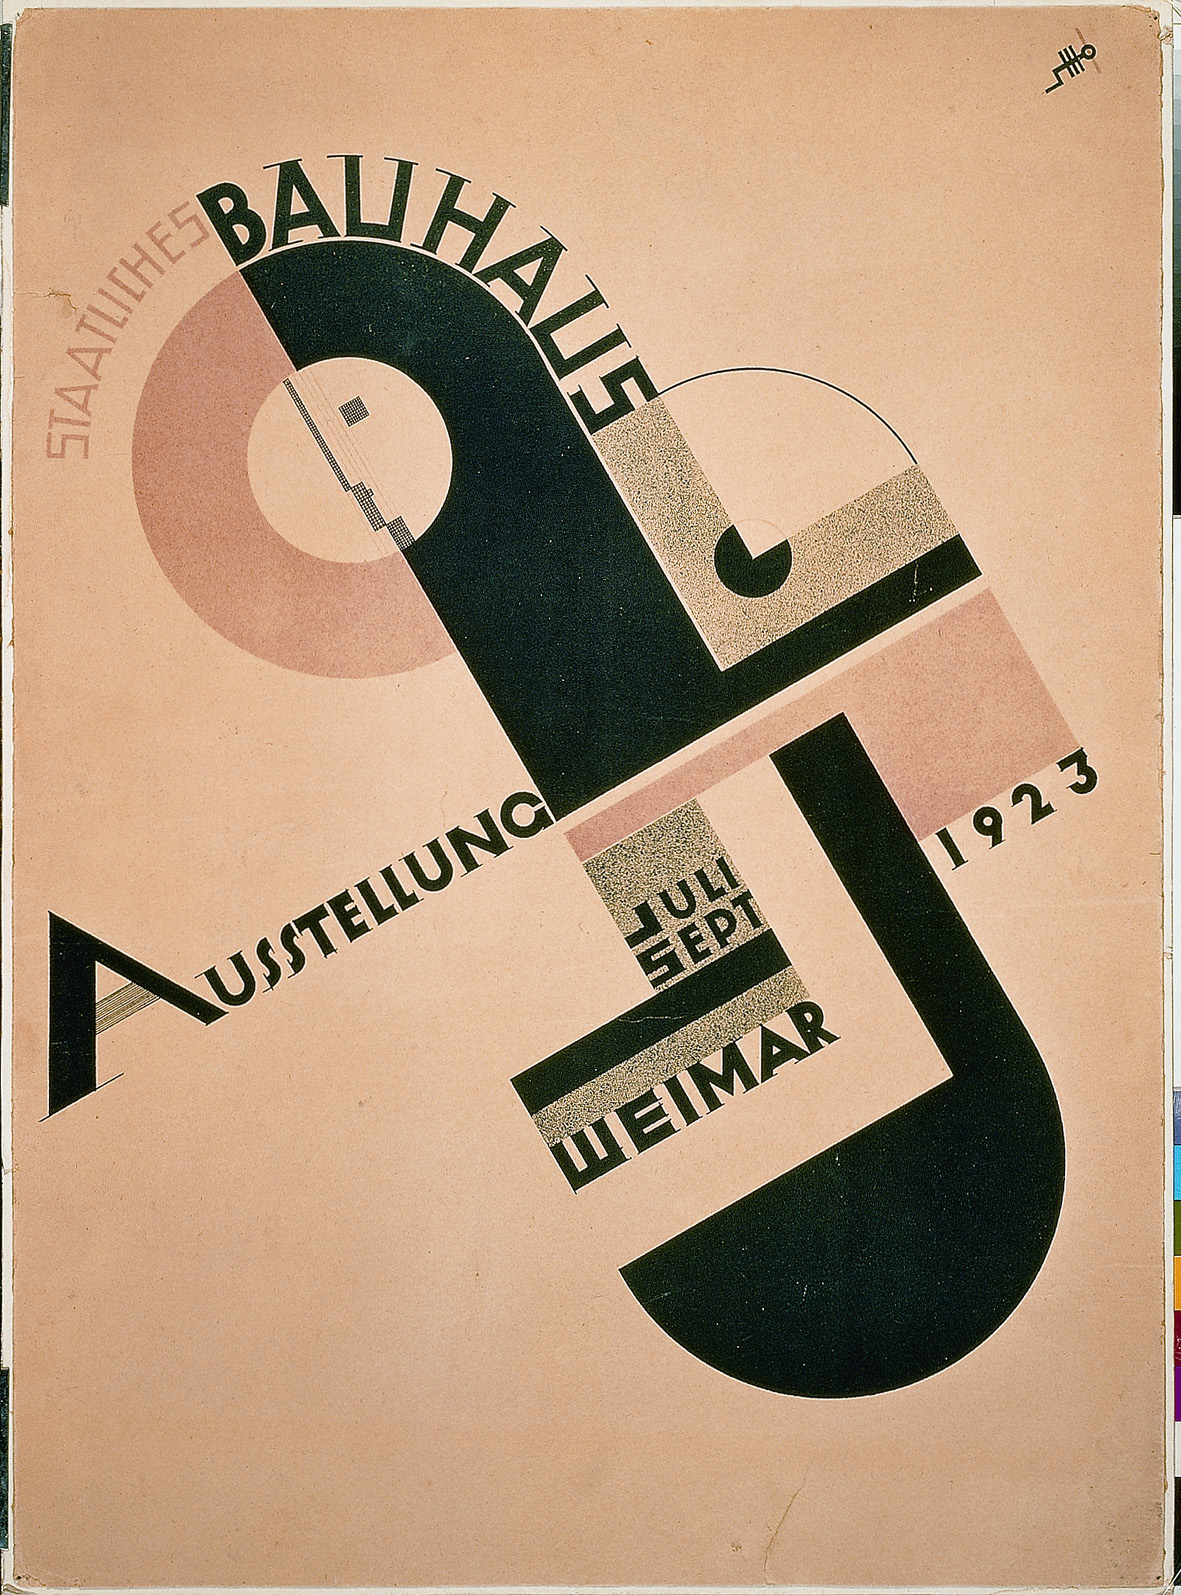 STAATLICHES
BAUHAUS
AUSSTELLUNG
1923
JULI
SEPT
WEIMAR